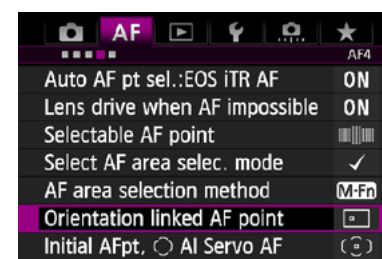 AF
AF4
Auto AF pt sel.:EOS iTR AF ON
Lens drive when AF impossible ON
Selectable AF point
Select AF area selec. mode
AF area selection method M-Fn
Orientation linked AF point
Initial AFpt, AI Servo AF